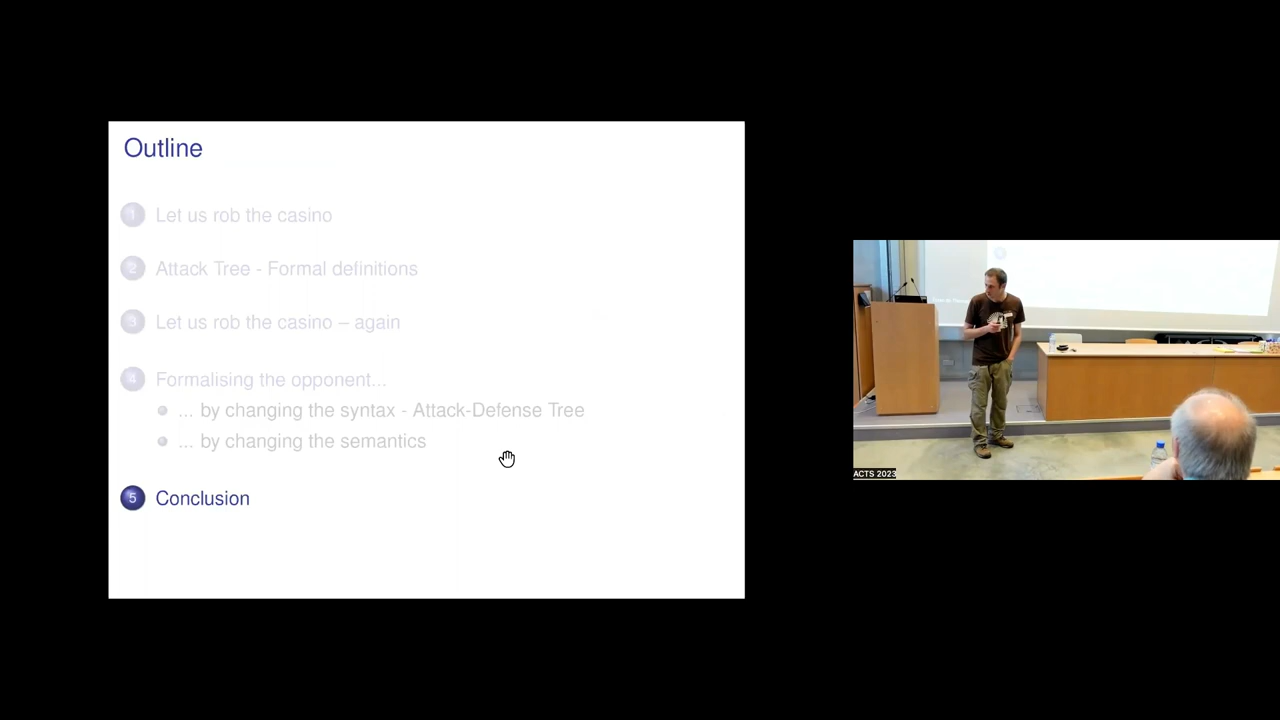 Outline
1 Let us rob the casino
2 Attack Tree - Formal definitions
3 Let us rob the casino – again
4 Formalising the opponent...
... by changing the syntax - Attack-Defense Tree
... by changing the semantics
5 Conclusion
ACTS 2023